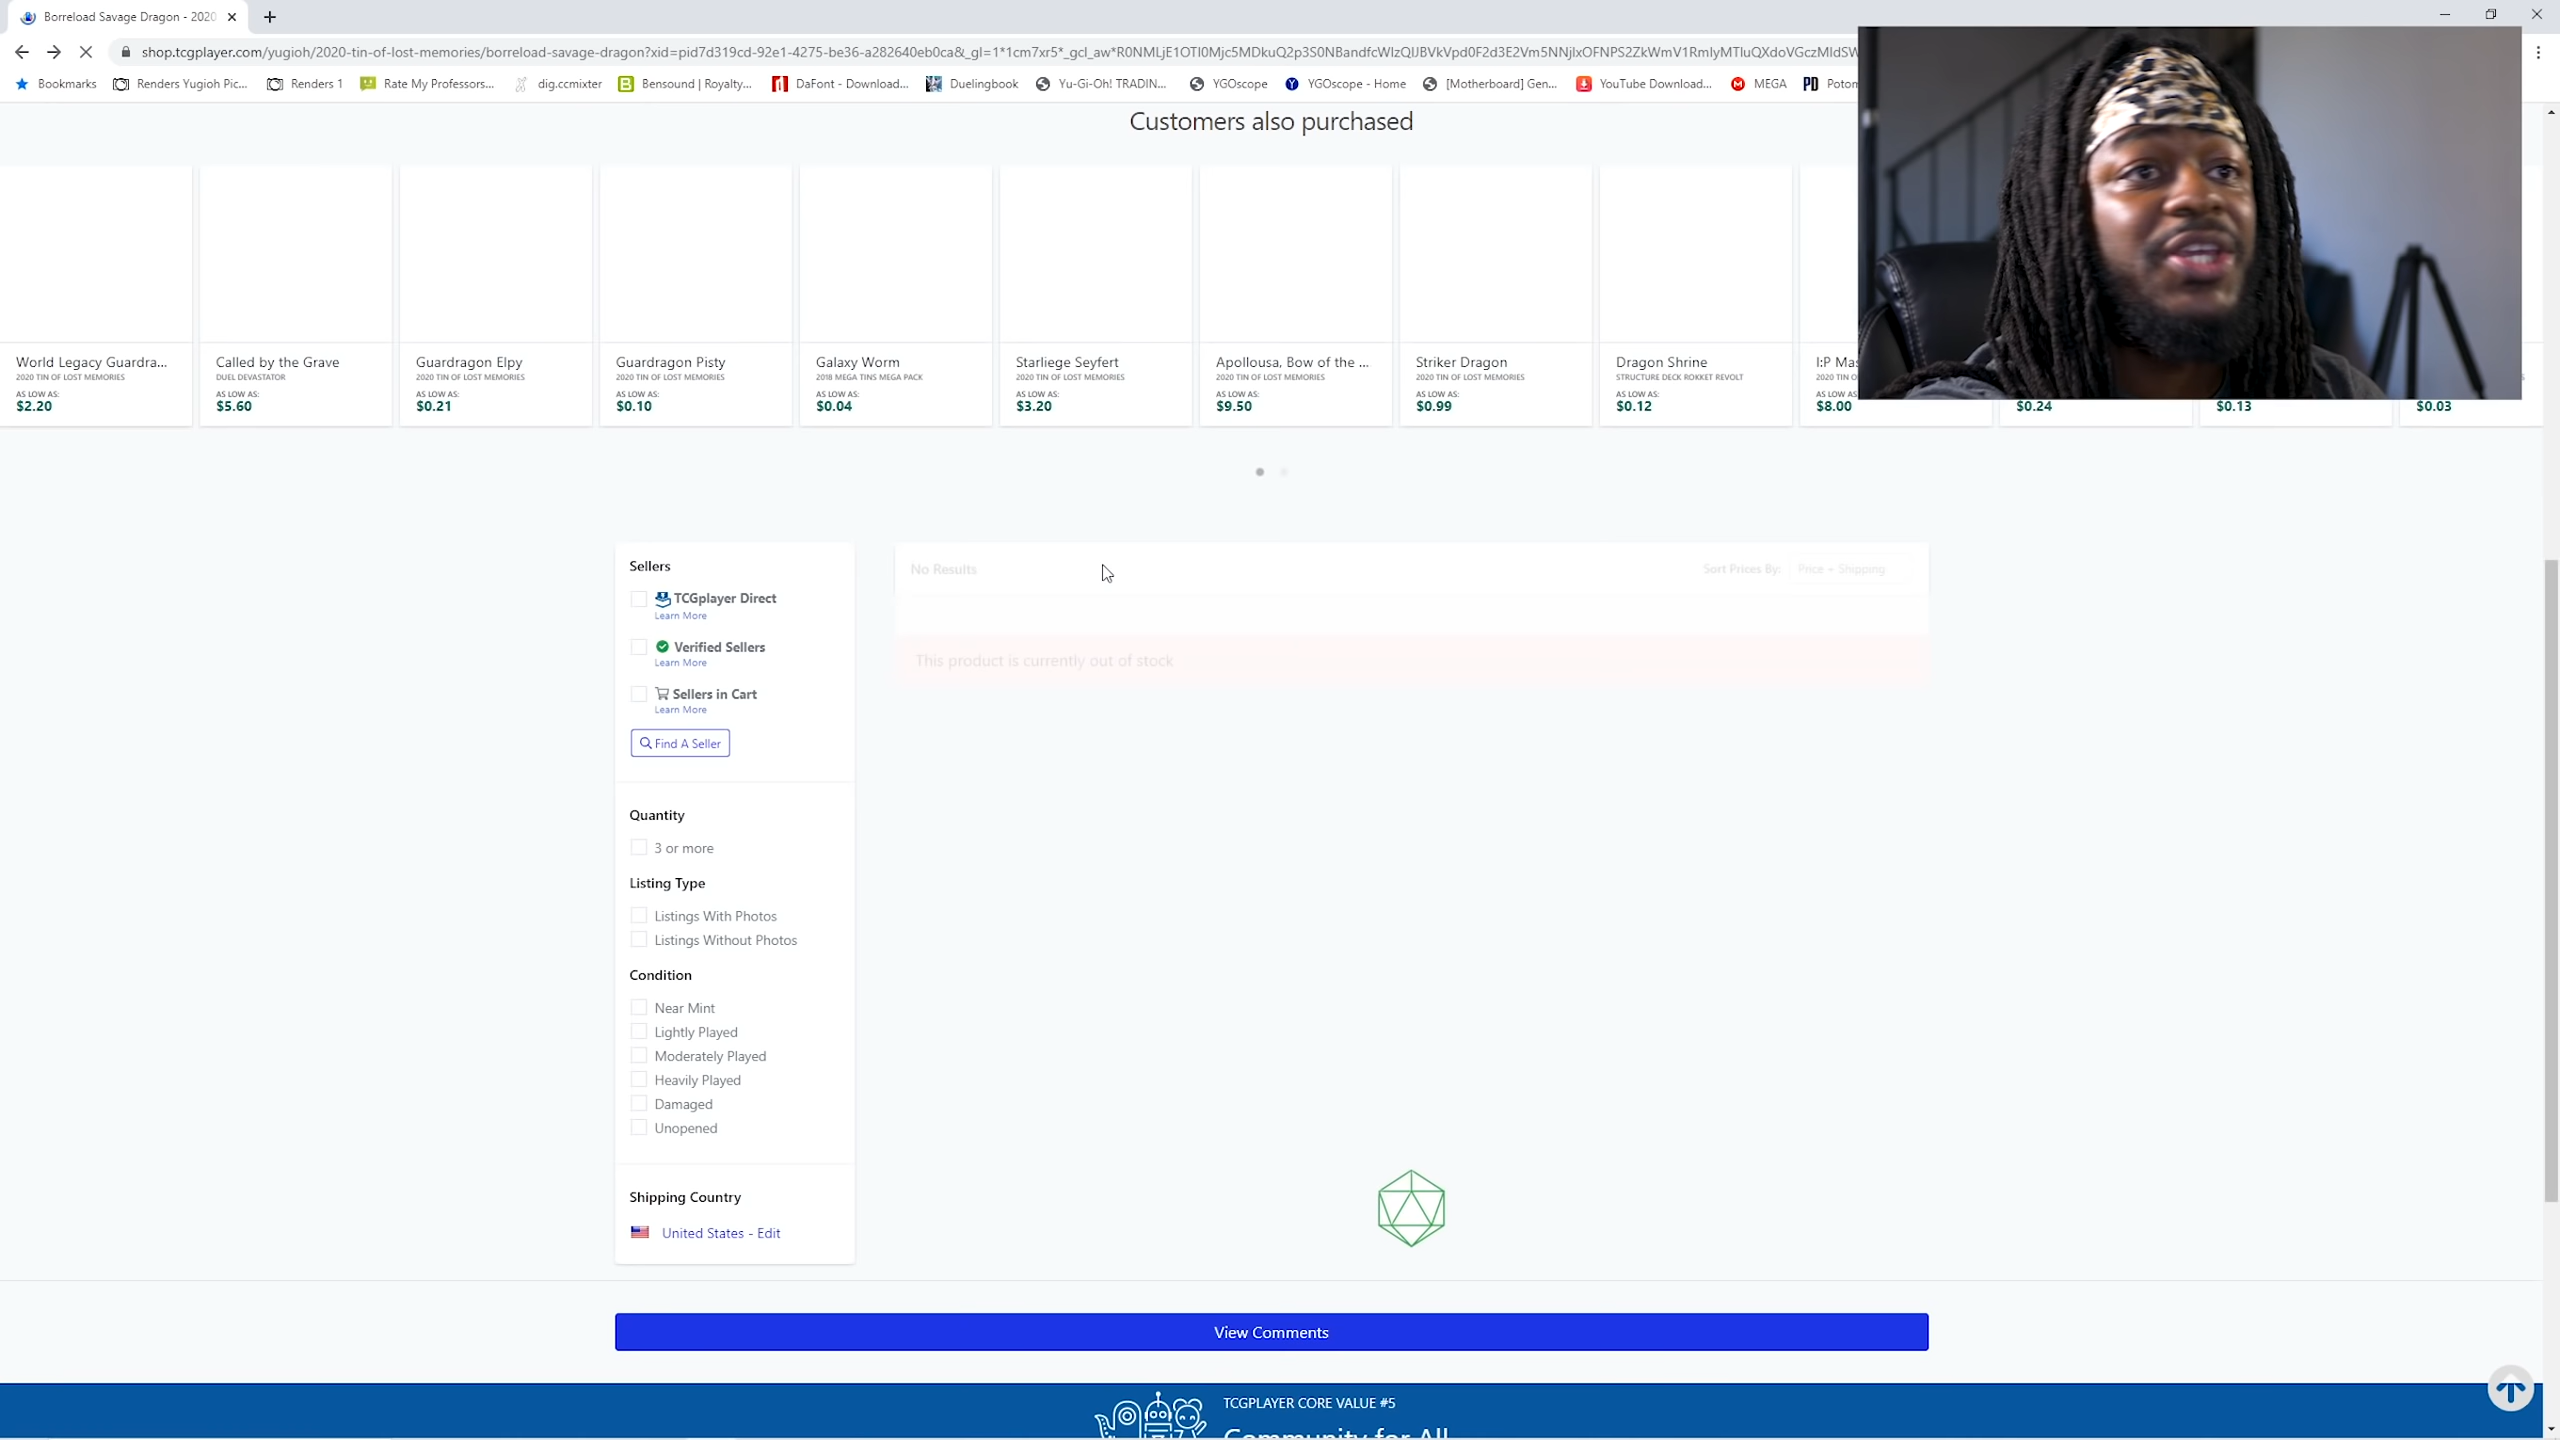 Borreload Savage Dragon - 2020
shop.tcgplayer.com/yugioh/2020-tin-of-lost-memories/borreload-savage-dragon?xid=pid7d319cd-92e1-4275-be36-a282640eb0ca&_gl=1*1cm7xr5*_gcl_aw*
Bookmarks Renders Yugioh Pic... Renders 1 Rate My Professors... dig.ccmixter Bensound | Royalty... DaFont - Download... Duelingbook Yu-Gi-Oh! TRADIN... YGOscope YGOscope - Home [Motherboard] Gen... YouTube Download... MEGA Potom
Customers also purchased
World Legacy Guardra... Called by the Grave Guardragon Elpy Guardragon Pisty Galaxy Worm Starliege Seyfert Apollousa, Bow of the ... Striker Dragon Dragon Shrine I:P Mas
2020 TIN OF LOST MEMORIES DUEL DEVASTATOR 2020 TIN OF LOST MEMORIES 2020 TIN OF LOST MEMORIES 2018 MEGA TINS MEGA PACK 2020 TIN OF LOST MEMORIES 2020 TIN OF LOST MEMORIES 2020 TIN OF LOST MEMORIES STRUCTURE DECK ROKKET REVOLT 2020 TIN O
AS LOW AS: AS LOW AS: AS LOW AS: AS LOW AS: AS LOW AS: AS LOW AS: AS LOW AS: AS LOW AS: AS LOW AS: AS LOW A
$2.20 $5.60 $0.21 $0.10 $0.04 $3.20 $9.50 $0.99 $0.12 $8.00 $0.24 $0.13 $0.03
Sellers
TCGplayer Direct
Learn More
Verified Sellers
Learn More
Sellers in Cart
Learn More
Find A Seller
No Results Sort Prices By: Price + Shipping
This product is currently out of stock
Quantity
3 or more
Listing Type
Listings With Photos
Listings Without Photos
Condition
Near Mint
Lightly Played
Moderately Played
Heavily Played
Damaged
Unopened
Shipping Country
United States - Edit
View Comments
TCGPLAYER CORE VALUE #5
Community for All